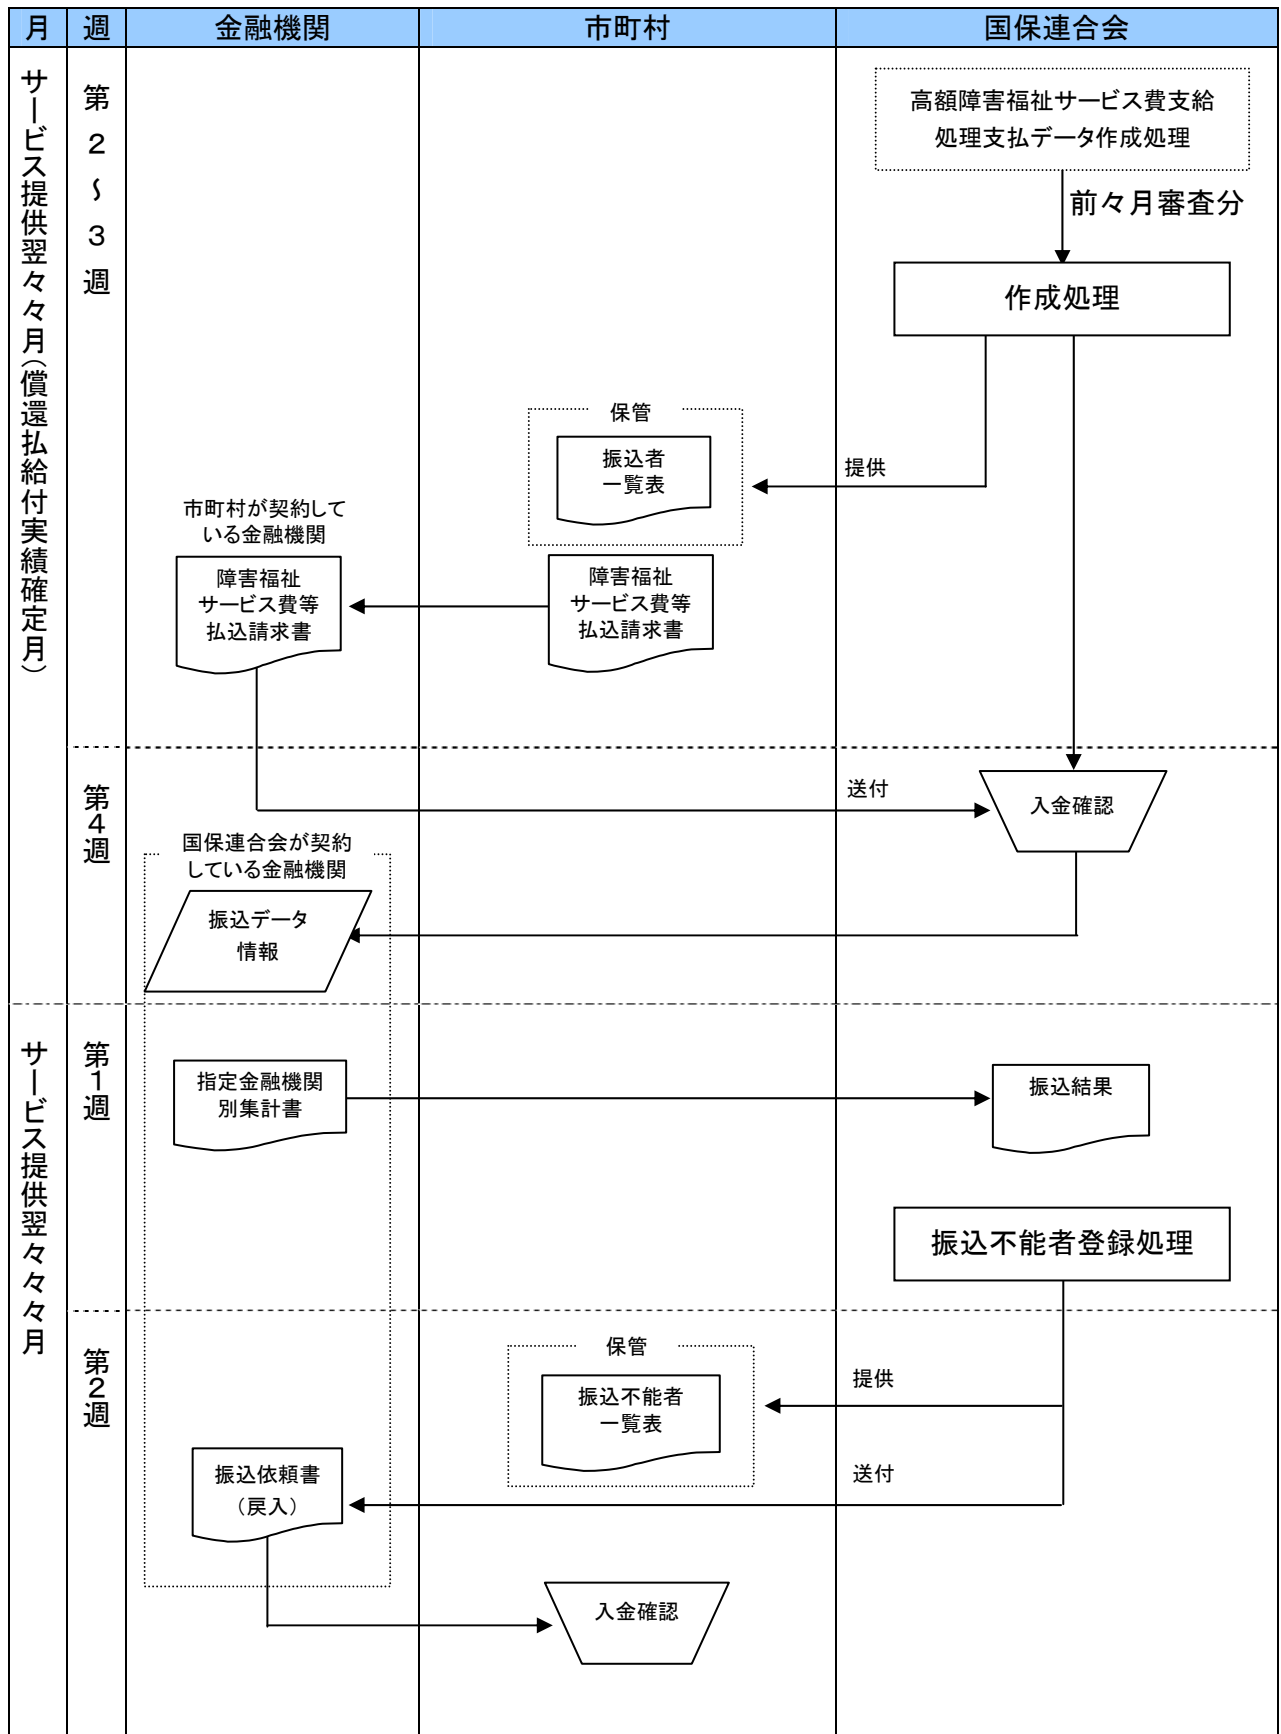 月
週
金融機関
市町村
国保連合会
サービス提供翌々月（償還払給付実績確定月）
第２～３週
高額障害福祉サービス費支給
処理支払データ作成処理
前々月審査分
作成処理
保管
振込者
一覧表
提供
市町村が契約して
いる金融機関
障害福祉
サービス費等
払込請求書
障害福祉
サービス費等
払込請求書
第４週
送付
入金確認
国保連合会が契約
している金融機関
振込データ
情報
サービス提供翌々々月
第１週
指定金融機関
別集計書
振込結果
振込不能者登録処理
第２週
保管
振込不能者
一覧表
提供
送付
振込依頼書
（戻入）
入金確認